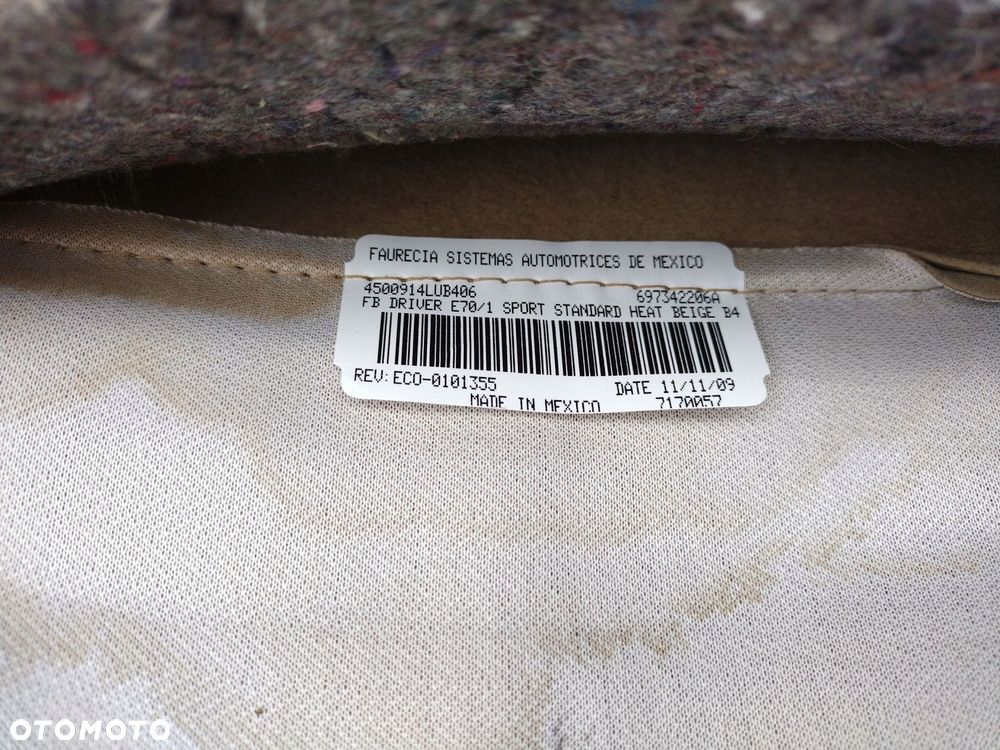 FAURECIA SISTEMAS AUTOMOTRICES DE MEXICO
4500914LUB406 697342206A
FB DRIVER E70/1 SPORT STANDARD HEAT BEIGE B4
REV:ECO-0101355 DATE 11/11/09
MADE IN MEXICO 7170057
OTOMOTO